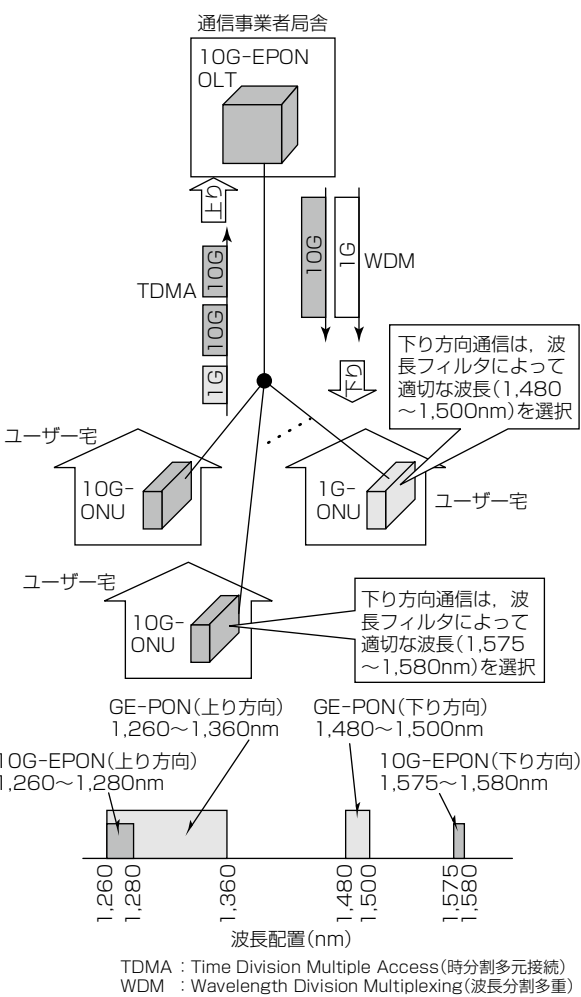 通信事業者局舎
10G-EPON
OLT
上り
10G
1G
WDM
10G
TDMA
10G
1G
下り
下り方向通信は，波
長フィルタによって
適切な波長(1,480
～1,500nm)を選択
ユーザー宅
10G-
ONU
1G-
ONU
ユーザー宅
ユーザー宅
10G-
ONU
下り方向通信は，波
長フィルタによって
適切な波長(1,575
～1,580nm)を選択
GE-PON(上り方向)
1,260～1,360nm
GE-PON(下り方向)
1,480～1,500nm
10G-EPON(上り方向)
1,260～1,280nm
10G-EPON(下り方向)
1,575～1,580nm
1,260
1,280
1,360
1,480
1,500
1,575
1,580
波長配置(nm)
TDMA：Time Division Multiple Access(時分割多元接続)
WDM ：Wavelength Division Multiplexing(波長分割多重)